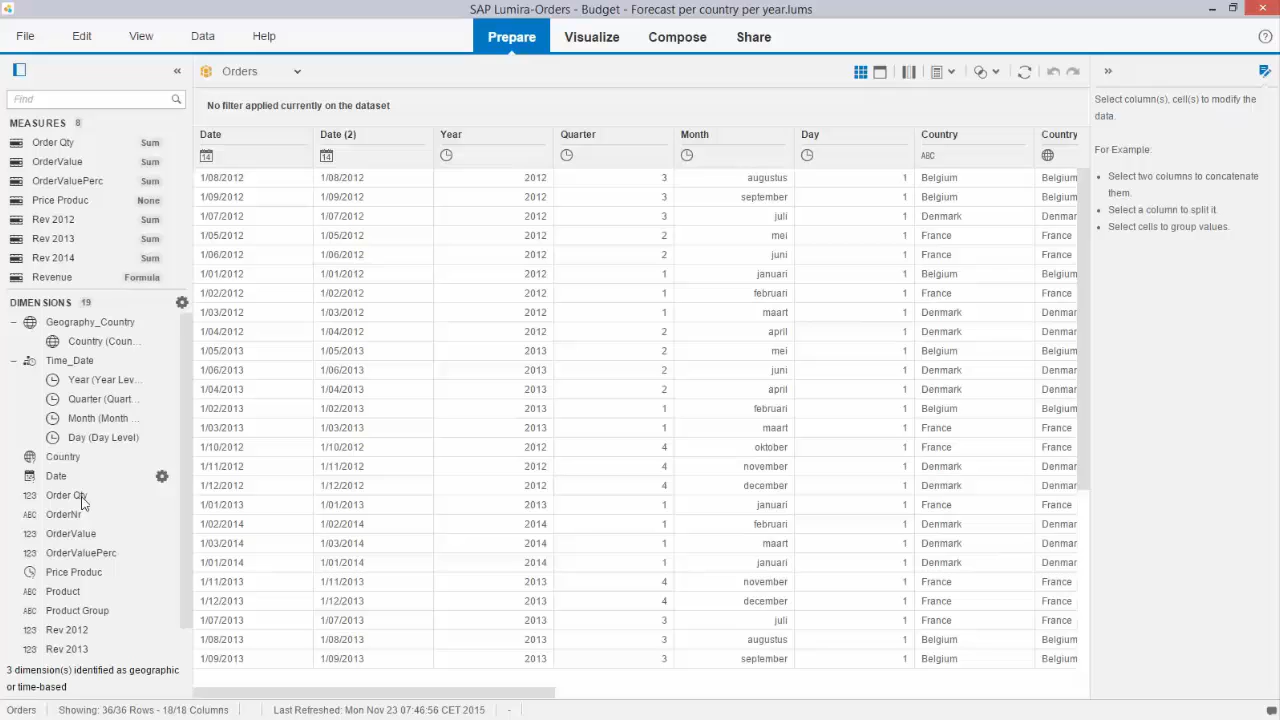 SAP Lumira-Orders - Budget - Forecast per country per year.lums
File Edit View Data Help Prepare Visualize Compose Share
Orders
Find
No filter applied currently on the dataset
MEASURES 8
Order Qty Sum
OrderValue Sum
OrderValuePerc Sum
Price Produc None
Rev 2012 Sum
Rev 2013 Sum
Rev 2014 Sum
Revenue Formula
DIMENSIONS 19
Geography_Country
Country (Coun...
Time_Date
Year (Year Lev...
Quarter (Quart...
Month (Month ...
Day (Day Level)
Country
Date
Order Qty
ABC OrderNr
123 OrderValue
123 OrderValuePerc
Price Produc
ABC Product
ABC Product Group
123 Rev 2012
123 Rev 2013
3 dimension(s) identified as geographic
or time-based
Date Date (2) Year Quarter Month Day Country Country
14 14 ABC
1/08/2012 1/08/2012 2012 3 augustus 1 Belgium Belgium
1/09/2012 1/09/2012 2012 3 september 1 Belgium Belgium
1/07/2012 1/07/2012 2012 3 juli 1 Denmark Denmar
1/05/2012 1/05/2012 2012 2 mei 1 France France
1/06/2012 1/06/2012 2012 2 juni 1 France France
1/01/2012 1/01/2012 2012 1 januari 1 Belgium Belgium
1/02/2012 1/02/2012 2012 1 februari 1 France France
1/03/2012 1/03/2012 2012 1 maart 1 Denmark Denmar
1/04/2012 1/04/2012 2012 2 april 1 Denmark Denmar
1/05/2013 1/05/2013 2013 2 mei 1 Belgium Belgium
1/06/2013 1/06/2013 2013 2 juni 1 Denmark Denmar
1/04/2013 1/04/2013 2013 2 april 1 Denmark Denmar
1/02/2013 1/02/2013 2013 1 februari 1 Belgium Belgium
1/03/2013 1/03/2013 2013 1 maart 1 France France
1/10/2012 1/10/2012 2012 4 oktober 1 France France
1/11/2012 1/11/2012 2012 4 november 1 Denmark Denmar
1/12/2012 1/12/2012 2012 4 december 1 Denmark Denmar
1/01/2013 1/01/2013 2013 1 januari 1 France France
1/02/2014 1/02/2014 2014 1 februari 1 Denmark Denmar
1/03/2014 1/03/2014 2014 1 maart 1 Denmark Denmar
1/01/2014 1/01/2014 2014 1 januari 1 Denmark Denmar
1/11/2013 1/11/2013 2013 4 november 1 France France
1/12/2013 1/12/2013 2013 4 december 1 France France
1/07/2013 1/07/2013 2013 3 juli 1 France France
1/08/2013 1/08/2013 2013 3 augustus 1 Belgium Belgium
1/09/2013 1/09/2013 2013 3 september 1 Belgium Belgium
Select column(s), cell(s) to modify the
data.
For Example:
• Select two columns to concatenate
them.
• Select a column to split it.
• Select cells to group values.
Orders Showing: 36/36 Rows - 18/18 Columns Last Refreshed: Mon Nov 23 07:46:56 CET 2015 -